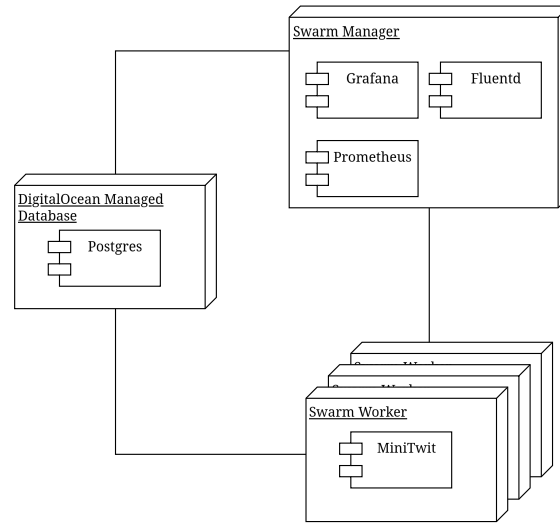 Swarm Manager
Grafana
Fluentd
Prometheus
DigitalOcean Managed
Database
Postgres
Swarm Worker
MiniTwit